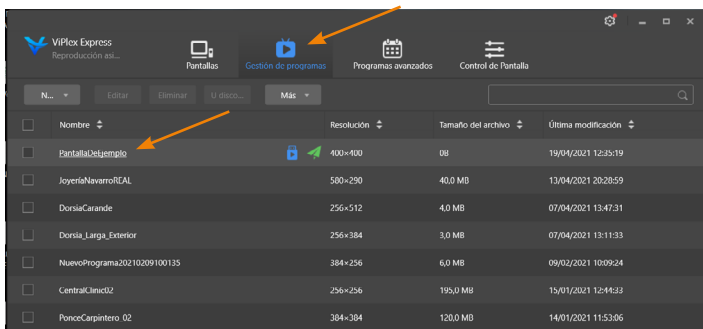 ViPlex Express
Reproducción asi...
Pantallas
Gestión de programas
Programas avanzados
Control de Pantalla
N... Editar Eliminar U disco... Más
Nombre Resolución Tamaño del archivo Última modificación
PantallaDeEjemplo 400×400 0B 19/04/2021 12:35:19
JoyeríaNavarroREAL 580×290 40,0 MB 13/04/2021 20:28:59
DorsiaCarande 256×512 4,0 MB 07/04/2021 13:47:31
Dorsia_Larga_Exterior 256×384 3,0 MB 07/04/2021 13:11:33
NuevoPrograma20210209100135 384×256 6,0 MB 09/02/2021 10:09:24
CentralClinic02 256×256 195,0 MB 15/01/2021 12:44:33
PonceCarpintero_02 384×384 120,0 MB 14/01/2021 11:53:06